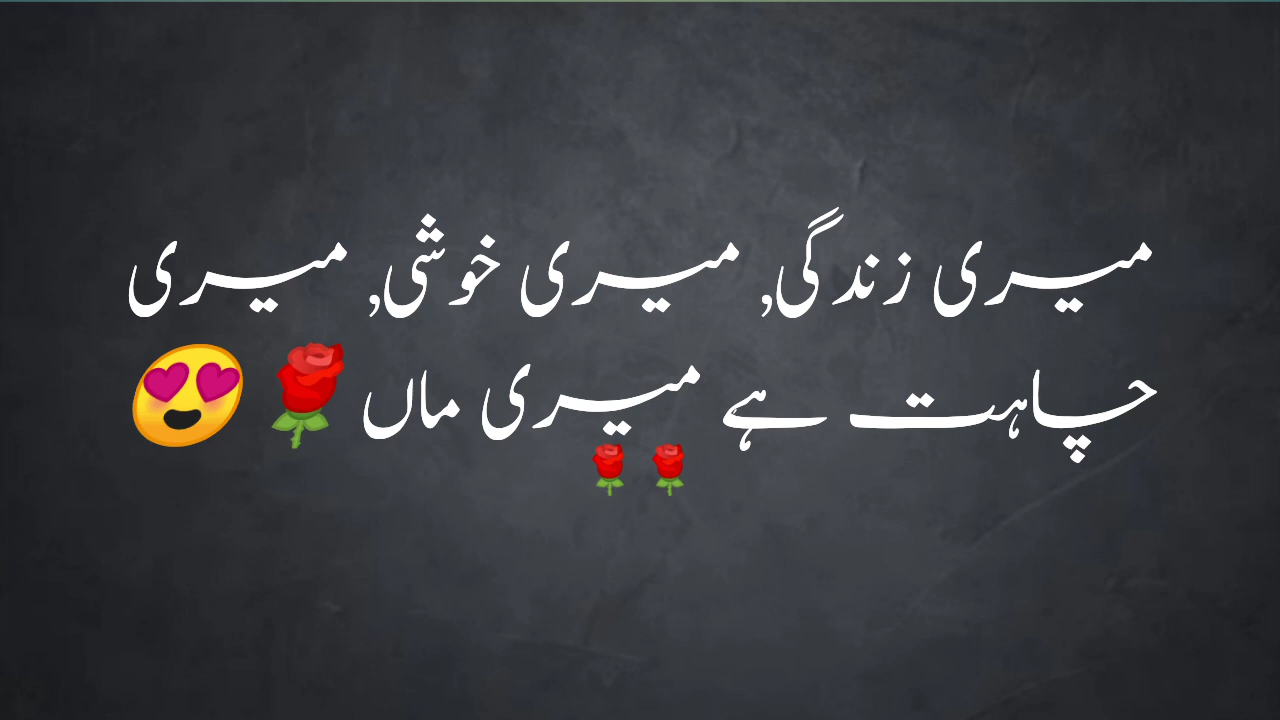 میری زندگی, میری خوشی, میری
چاہت ہے میری ماں 🌹 😍
🌹 🌹